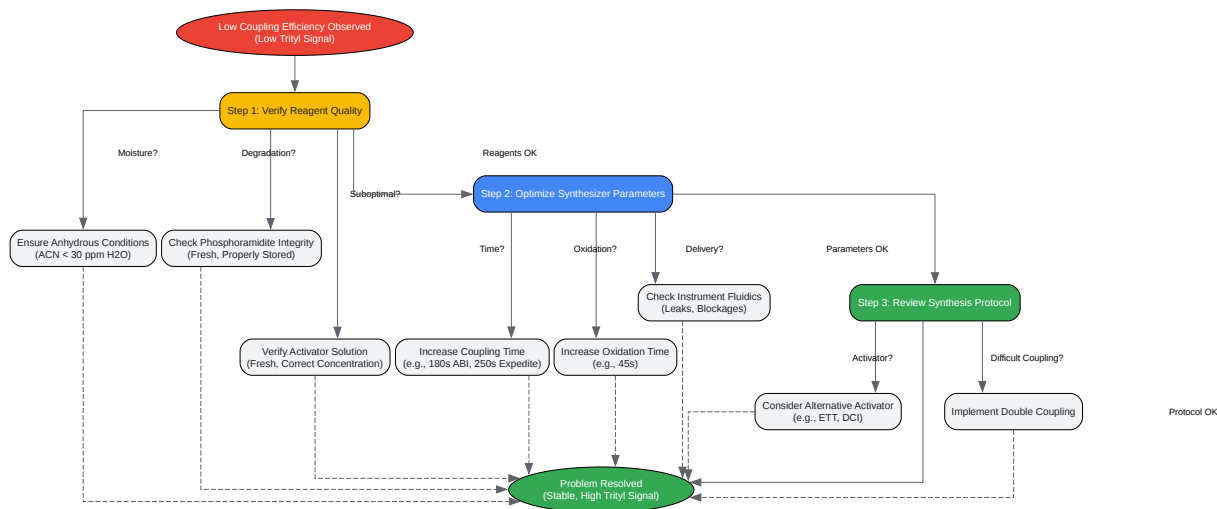 Low Coupling Efficiency Observed
(Low Trityl Signal)
Step 1: Verify Reagent Quality
Moisture?
Degradation?
Reagents OK
Suboptimal?
Step 2: Optimize Synthesizer Parameters
Ensure Anhydrous Conditions
(ACN < 30 ppm H2O)
Check Phosphoramidite Integrity
(Fresh, Properly Stored)
Time?
Oxidation?
Delivery?
Parameters OK
Check Instrument Fluidics
(Leaks, Blockages)
Step 3: Review Synthesis Protocol
Verify Activator Solution
(Fresh, Correct Concentration)
Increase Coupling Time
(e.g., 180s ABI, 250s Expedite)
Increase Oxidation Time
(e.g., 45s)
Activator?
Difficult Coupling?
Consider Alternative Activator
(e.g., ETT, DCI)
Implement Double Coupling
Protocol OK
Problem Resolved
(Stable, High Trityl Signal)